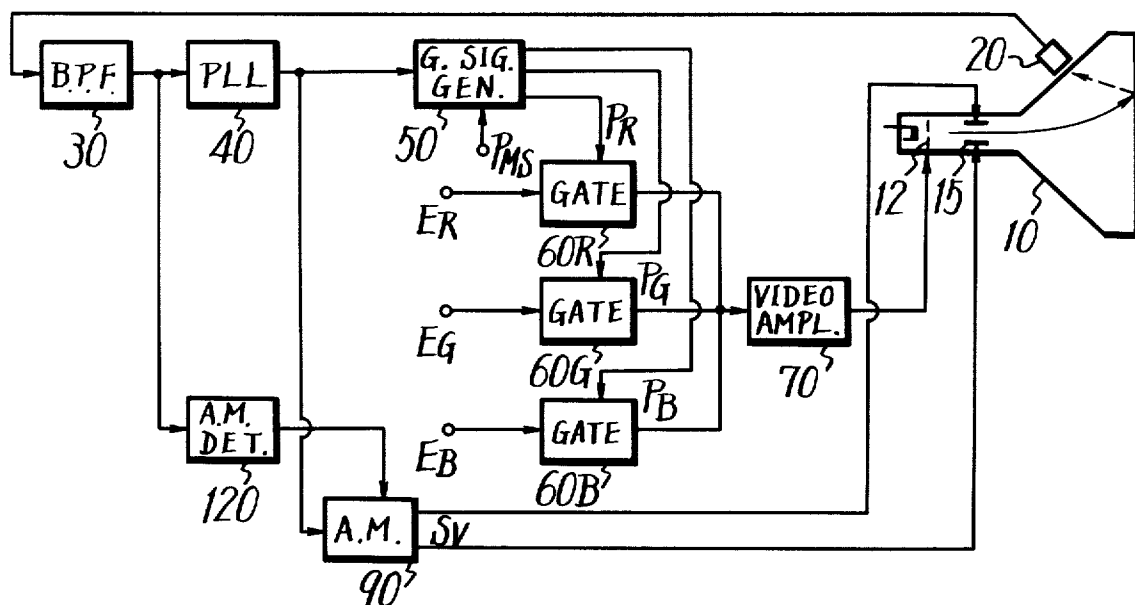 B.P.F.
30
PLL
40
G. SIG.
GEN.
50
PMS
PR
20
12
15
10
ER
GATE
60R
EG
GATE
60G
PG
VIDEO
AMPL.
70
PB
EB
GATE
60B
A.M.
DET.
120
A.M.
90
SV